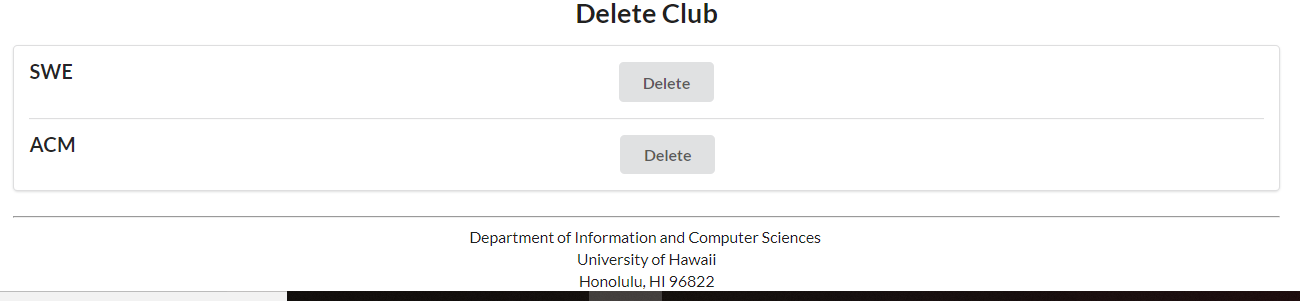 Delete Club
SWE
Delete
ACM
Delete
Department of Information and Computer Sciences
University of Hawaii
Honolulu, HI 96822